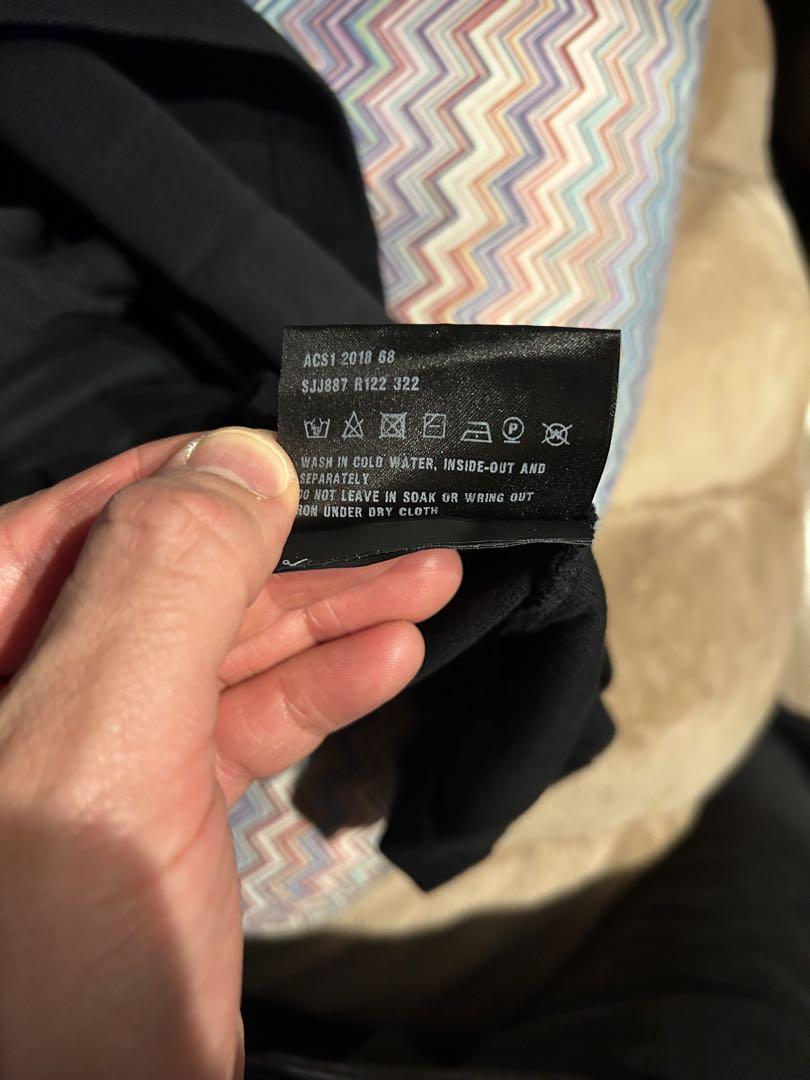 ACS1 2018 68
SJJ887 R122 322
P
WASH IN COLD WATER, INSIDE-OUT AND
SEPARATELY
DO NOT LEAVE IN SOAK OR WRING OUT
IRON UNDER DRY CLOTH